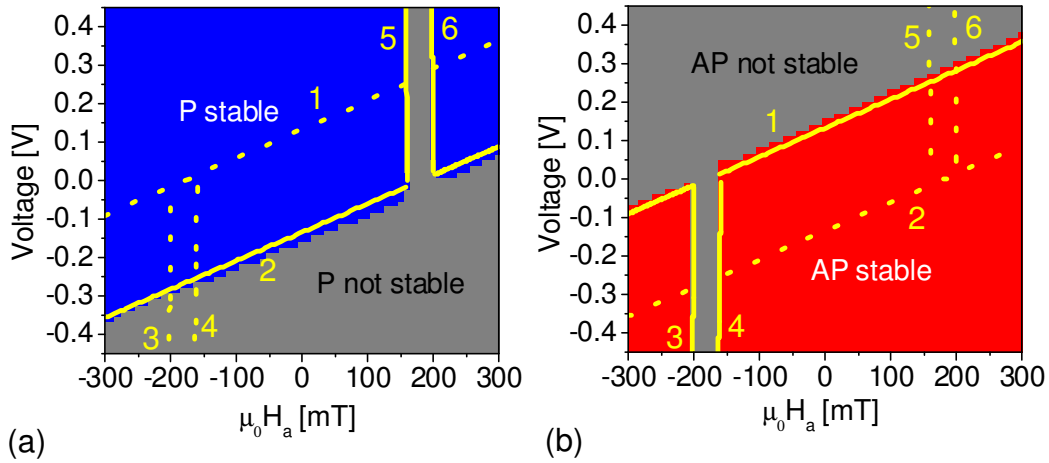 0.4
0.3
0.2
0.1
0.0
-0.1
-0.2
-0.3
-0.4
Voltage [V]
5
6
1
P stable
2
P not stable
3
4
-300 -200 -100 0 100 200 300
μ₀Hₐ [mT]
(a)
0.4
0.3
0.2
0.1
0.0
-0.1
-0.2
-0.3
-0.4
Voltage [V]
AP not stable
5
6
1
2
AP stable
3
4
-300 -200 -100 0 100 200 300
μ₀Hₐ [mT]
(b)